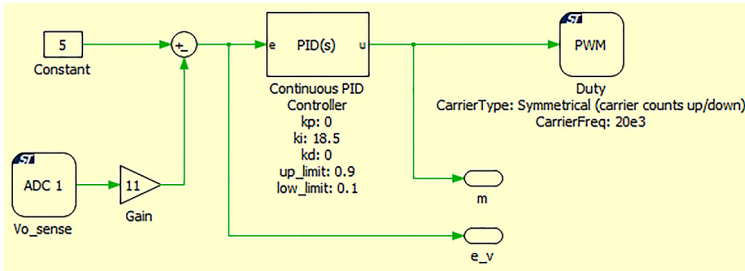 5
Constant
+
-
e
PID(s)
u
Continuous PID
Controller
kp: 0
ki: 18.5
kd: 0
up_limit: 0.9
low_limit: 0.1
ST
PWM
Duty
CarrierType: Symmetrical (carrier counts up/down)
CarrierFreq: 20e3
ST
ADC 1
Vo_sense
11
Gain
m
e_v